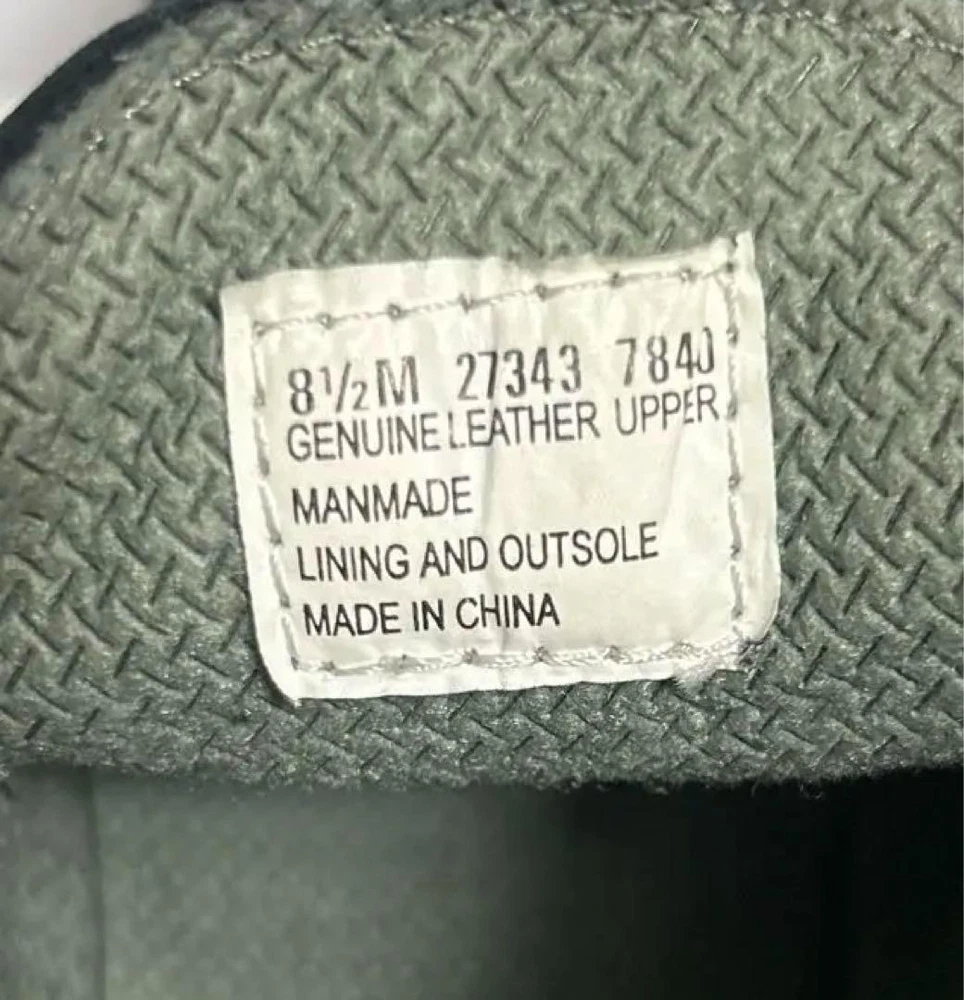 8½M 27343 7840
GENUINE LEATHER UPPER
MANMADE
LINING AND OUTSOLE
MADE IN CHINA